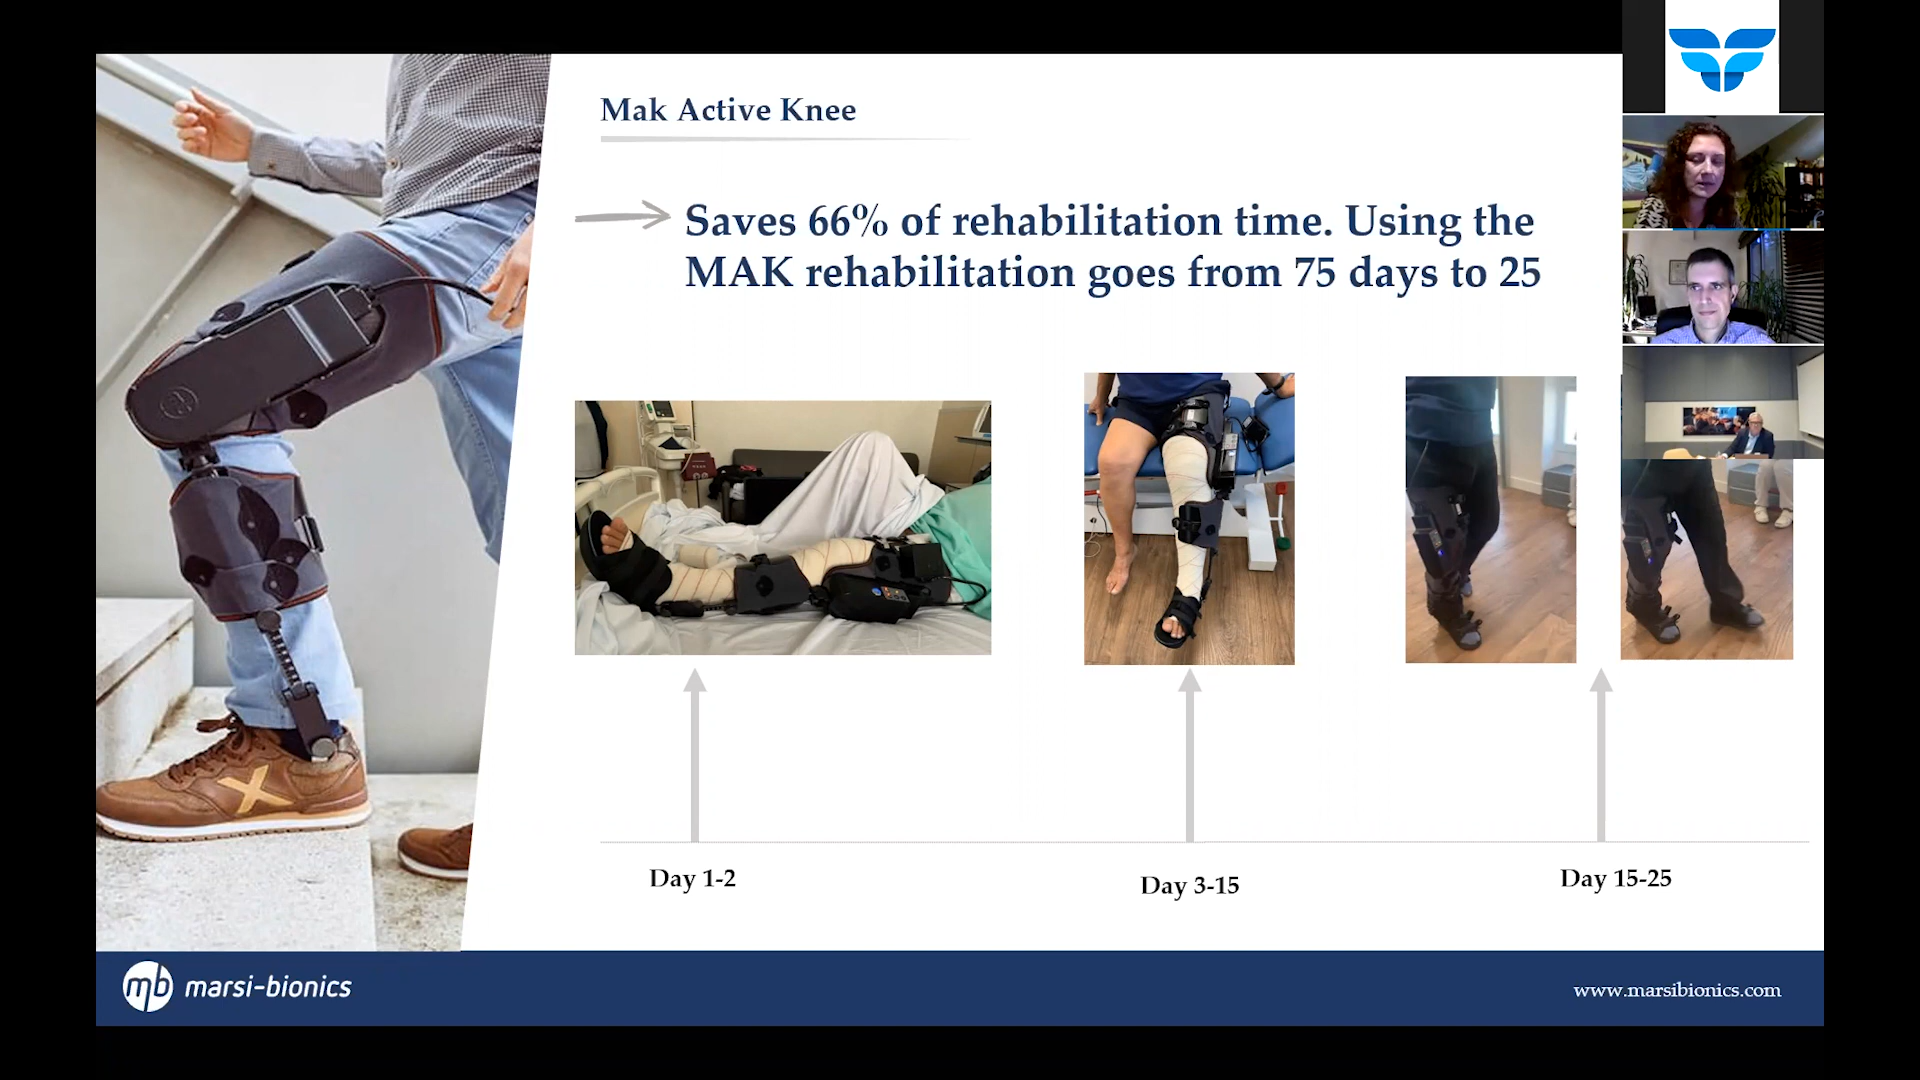 Mak Active Knee
Saves 66% of rehabilitation time. Using the
MAK rehabilitation goes from 75 days to 25
Day 1-2
Day 3-15
Day 15-25
mb marsi-bionics
www.marsibionics.com